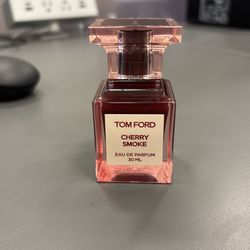 TOM FORD
CHERRY
SMOKE
EAU DE PARFUM
30 ML